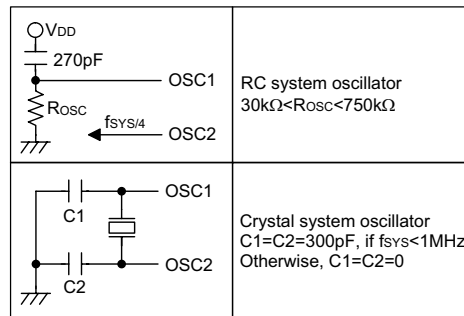 VDD
270pF
OSC1
ROSC
fSYS/4
OSC2
RC system oscillator
30kΩ<ROSC<750kΩ
OSC1
C1
OSC2
C2
Crystal system oscillator
C1=C2=300pF, if fSYS<1MHz
Otherwise, C1=C2=0